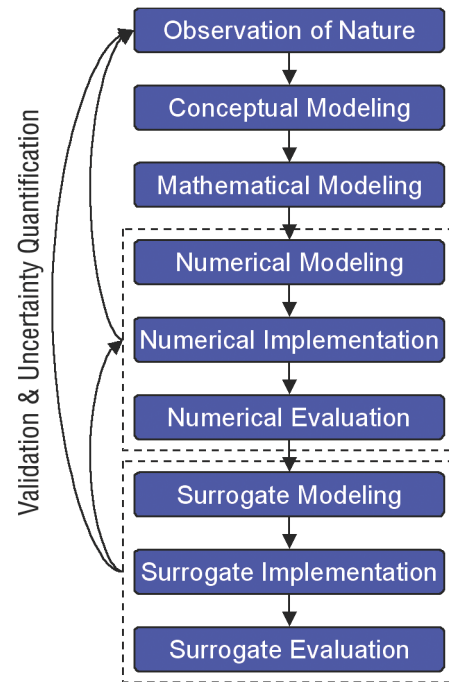 Observation of Nature
Conceptual Modeling
Mathematical Modeling
Numerical Modeling
Numerical Implementation
Numerical Evaluation
Surrogate Modeling
Surrogate Implementation
Surrogate Evaluation
Validation & Uncertainty Quantification